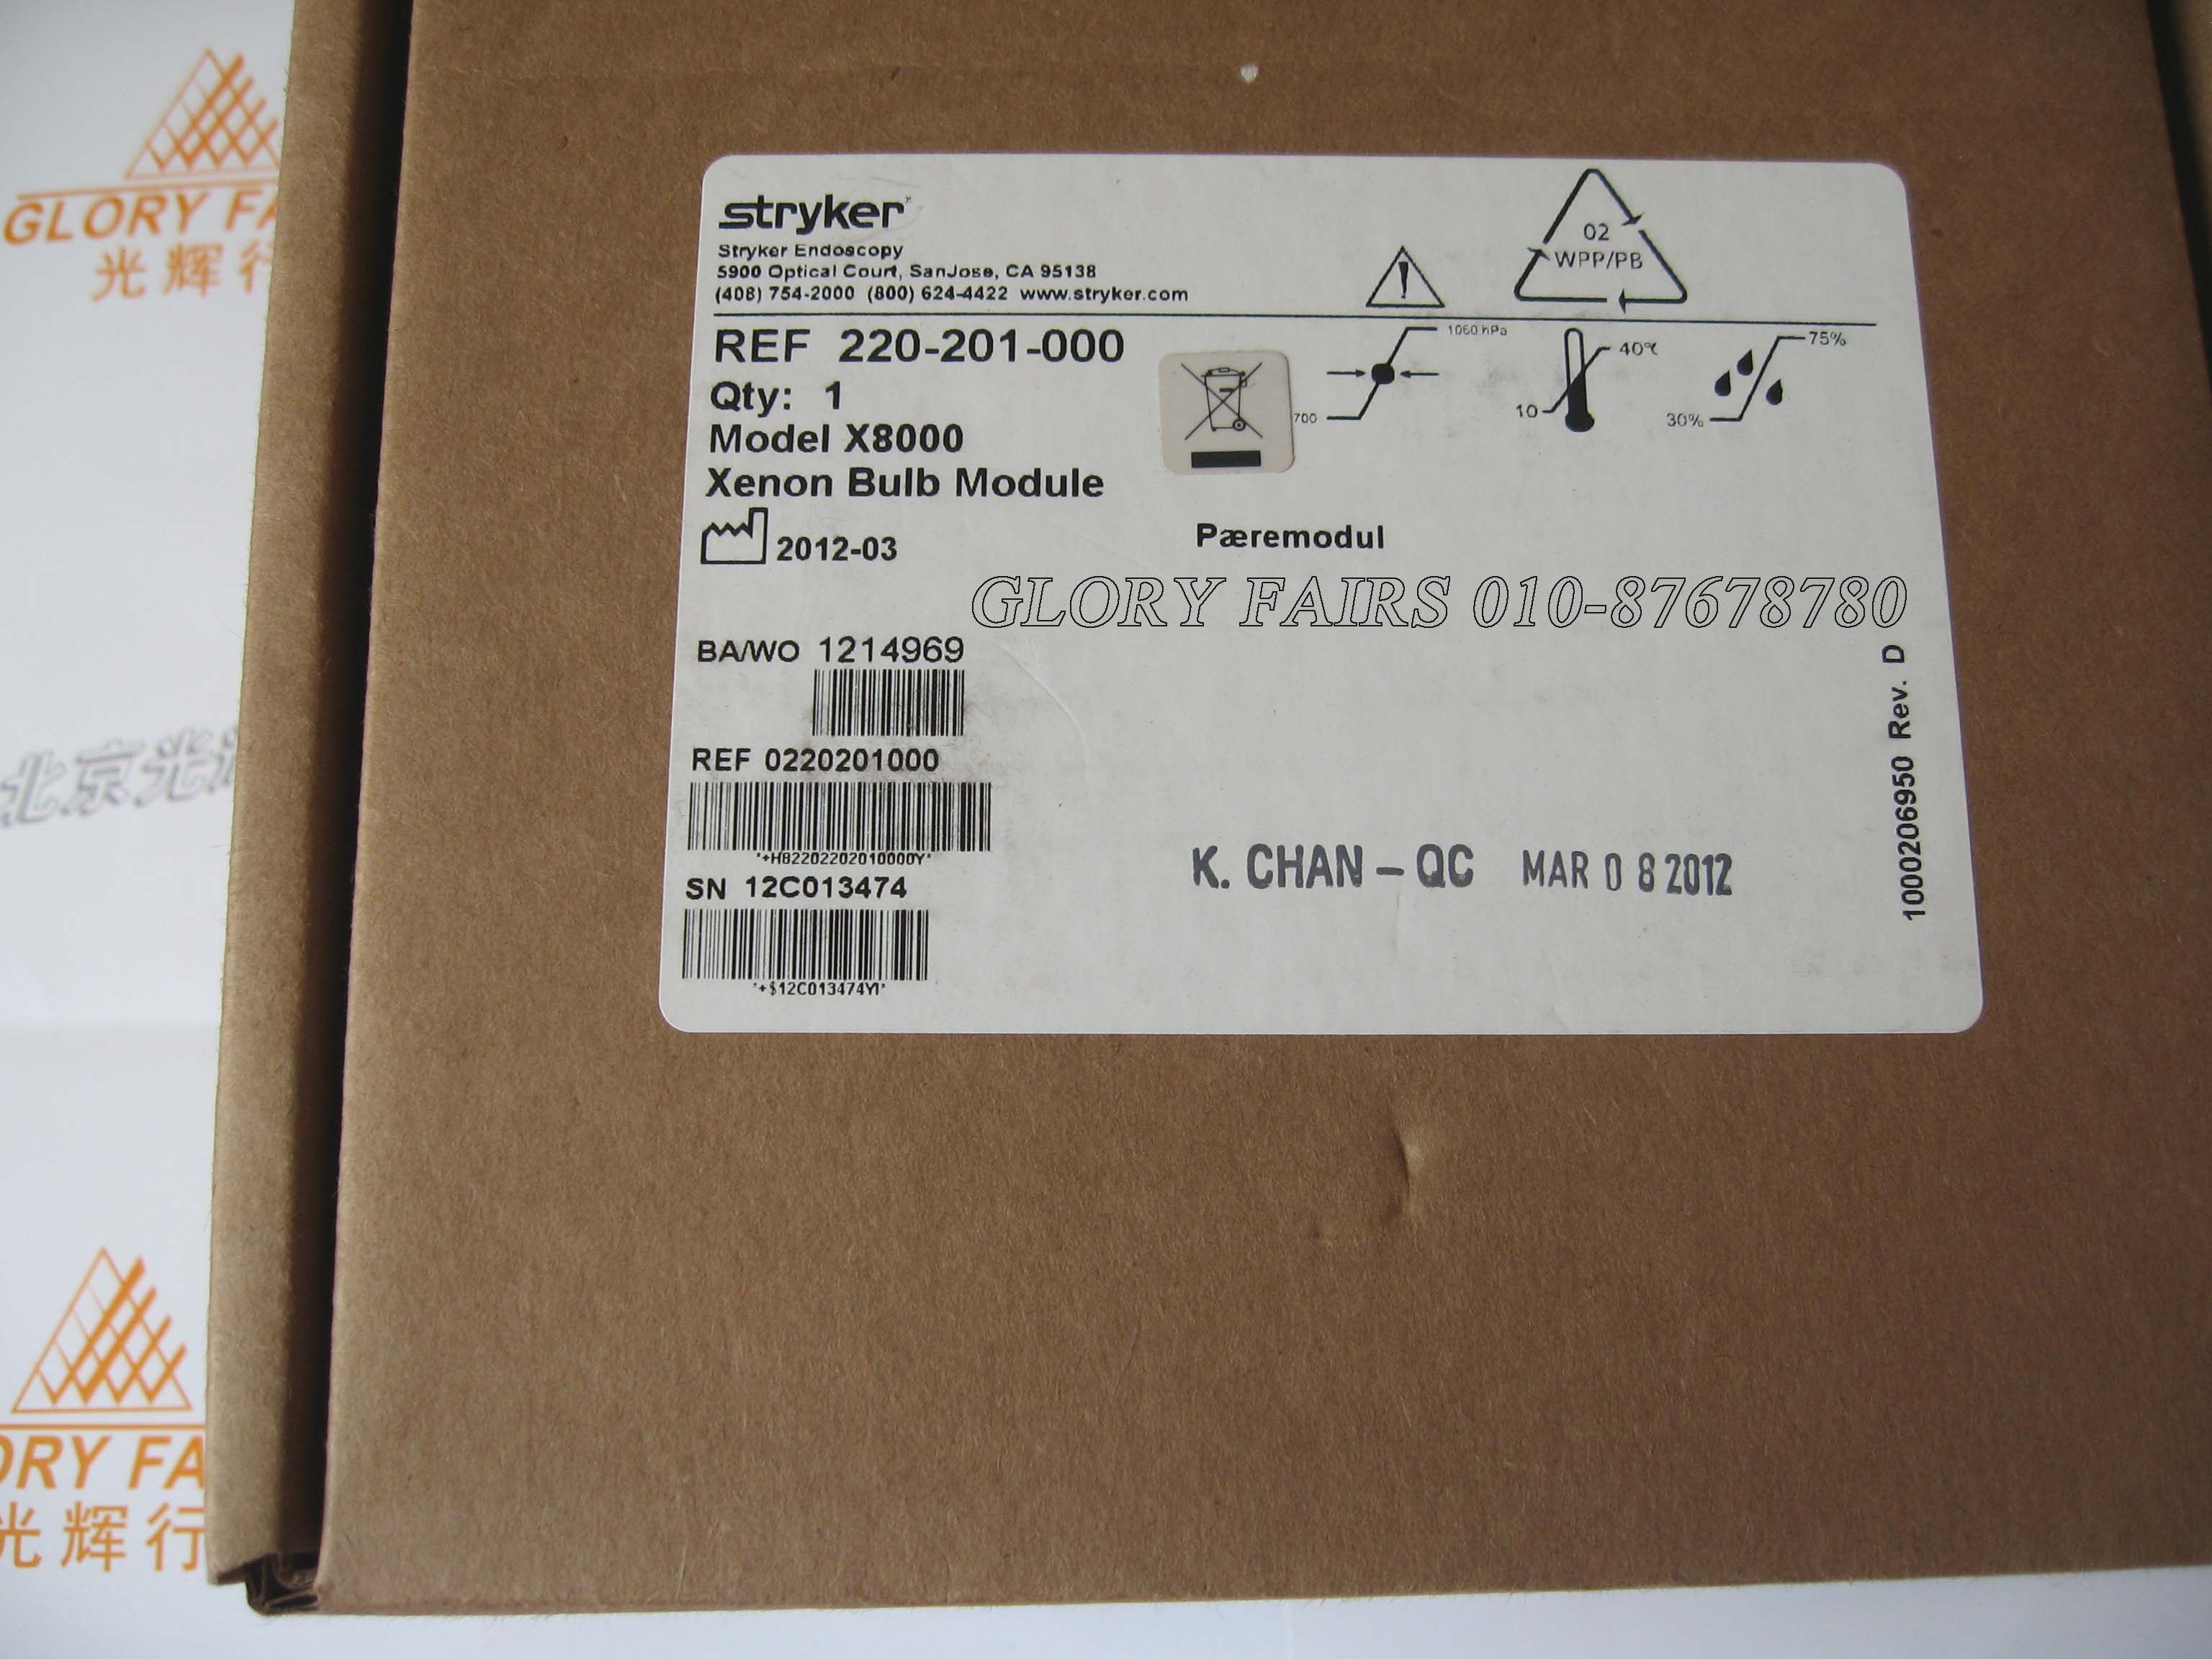 GLORY FA
光辉行
stryker
Stryker Endoscopy
5900 Optical Court, SanJose, CA 95138
(408) 754-2000 (800) 624-4422 www.stryker.com
02
WPP/PB
REF 220-201-000
Qty: 1
Model X8000
Xenon Bulb Module
2012-03
1060 hPa
700
40℃
10
75%
30%
Pæremodul
GLORY FAIRS 010-87678780
BA/WO 1214969
REF 0220201000
*+H82202202010000Y*
SN 12C013474
*+$12C013474YI*
K. CHAN – QC MAR 08 2012
1000206950 Rev. D
北京光
ORY FA
光辉行